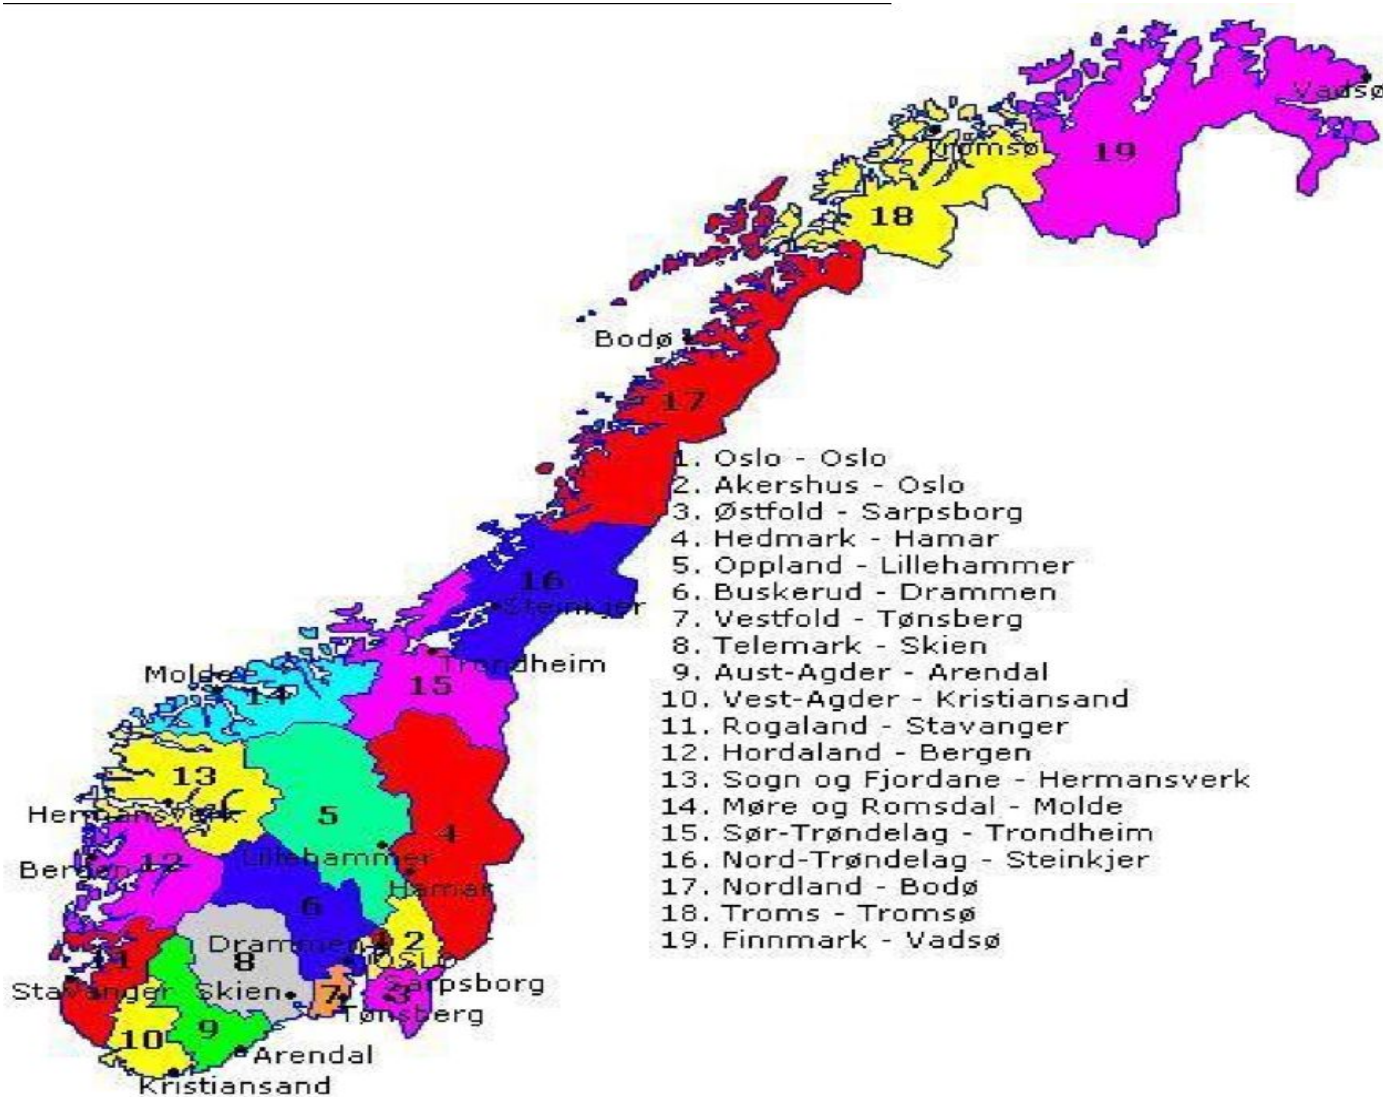 Vadsø
Tromsø
19
18
Bodø
17
1. Oslo - Oslo
2. Akershus - Oslo
3. Østfold - Sarpsborg
4. Hedmark - Hamar
5. Oppland - Lillehammer
6. Buskerud - Drammen
7. Vestfold - Tønsberg
8. Telemark - Skien
9. Aust-Agder - Arendal
10. Vest-Agder - Kristiansand
11. Rogaland - Stavanger
12. Hordaland - Bergen
13. Sogn og Fjordane - Hermansverk
14. Møre og Romsdal - Molde
15. Sør-Trøndelag - Trondheim
16. Nord-Trøndelag - Steinkjer
17. Nordland - Bodø
18. Troms - Tromsø
19. Finnmark - Vadsø
16
Steinkjer
Trondheim
Molde
15
14
13
Hermansverk
5
4
Lillehammer
12
Bergen
Hamar
6
Drammen
1
2
OSLO
11
8
Sarpsborg
Stavanger
Skien
7
3
Tønsberg
9
10
Arendal
Kristiansand